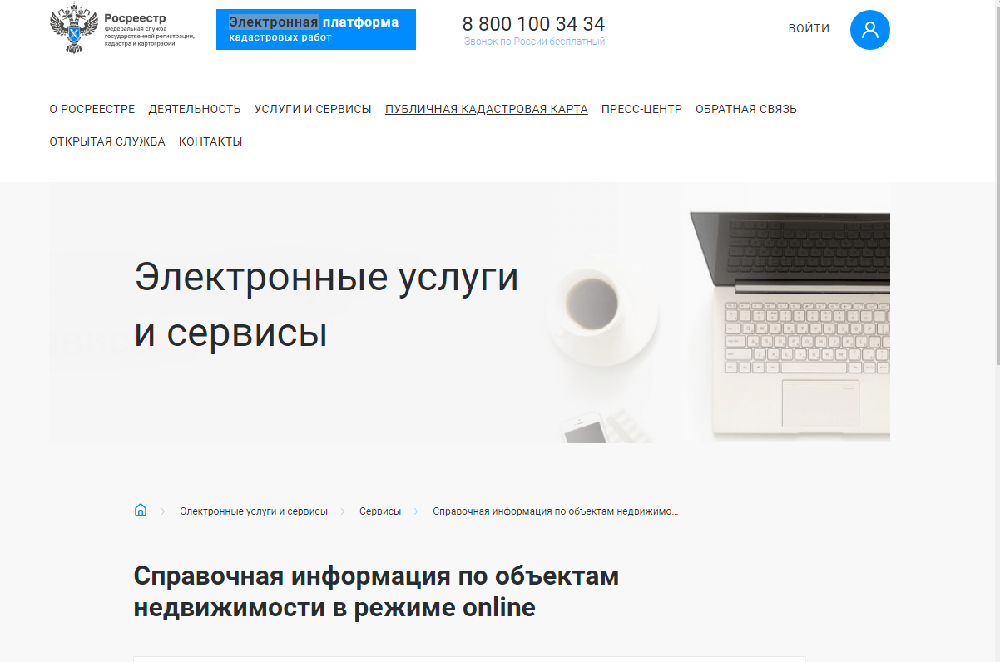 Росреестр
Федеральная служба
государственной регистрации,
кадастра и картографии
Электронная платформа
кадастровых работ
8 800 100 34 34
Звонок по России бесплатный
ВОЙТИ
О РОСРЕЕСТРЕ ДЕЯТЕЛЬНОСТЬ УСЛУГИ И СЕРВИСЫ ПУБЛИЧНАЯ КАДАСТРОВАЯ КАРТА ПРЕСС-ЦЕНТР ОБРАТНАЯ СВЯЗЬ
ОТКРЫТАЯ СЛУЖБА КОНТАКТЫ
Электронные услуги
и сервисы
Электронные услуги и сервисы Сервисы Справочная информация по объектам недвижимо...
Справочная информация по объектам
недвижимости в режиме online